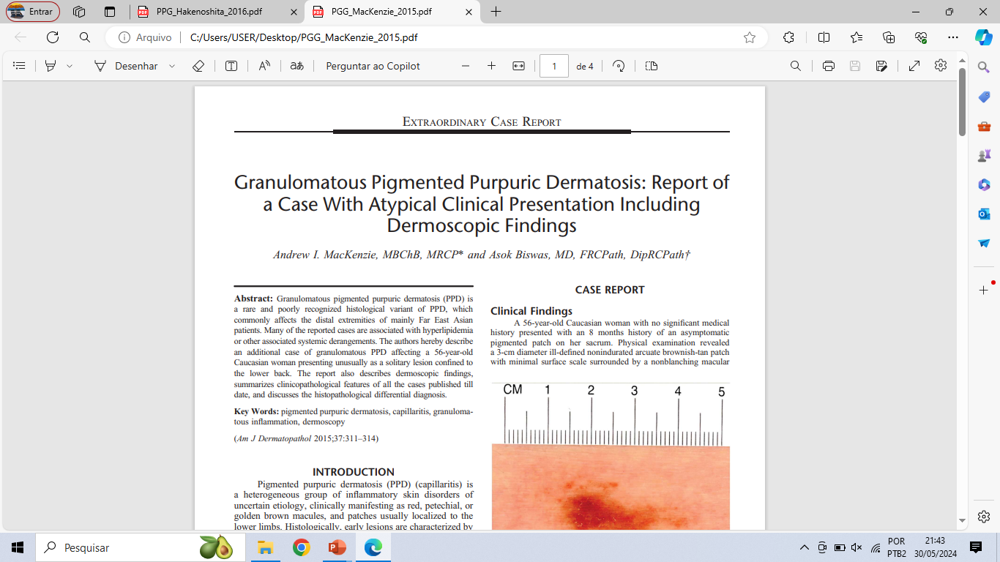 Entrar
PPG_Hakenoshita_2016.pdf
PGG_MacKenzie_2015.pdf
Arquivo
C:/Users/USER/Desktop/PGG_MacKenzie_2015.pdf
Desenhar
aあ
Perguntar ao Copilot
1
de 4
EXTRAORDINARY CASE REPORT
Granulomatous Pigmented Purpuric Dermatosis: Report of
a Case With Atypical Clinical Presentation Including
Dermoscopic Findings
Andrew I. MacKenzie, MBChB, MRCP* and Asok Biswas, MD, FRCPath, DipRCPath†
Abstract: Granulomatous pigmented purpuric dermatosis (PPD) is
a rare and poorly recognized histological variant of PPD, which
commonly affects the distal extremities of mainly Far East Asian
patients. Many of the reported cases are associated with hyperlipidemia
or other associated systemic derangements. The authors hereby describe
an additional case of granulomatous PPD affecting a 56-year-old
Caucasian woman presenting unusually as a solitary lesion confined to
the lower back. The report also describes dermoscopic findings,
summarizes clinicopathological features of all the cases published till
date, and discusses the histopathological differential diagnosis.
Key Words: pigmented purpuric dermatosis, capillaritis, granuloma-
tous inflammation, dermoscopy
(Am J Dermatopathol 2015;37:311–314)
INTRODUCTION
Pigmented purpuric dermatosis (PPD) (capillaritis) is
a heterogeneous group of inflammatory skin disorders of
uncertain etiology, clinically manifesting as red, petechial, or
golden brown macules, and patches usually localized to the
lower limbs. Histologically, early lesions are characterized by
CASE REPORT
Clinical Findings
A 56-year-old Caucasian woman with no significant medical
history presented with an 8 months history of an asymptomatic
pigmented patch on her sacrum. Physical examination revealed
a 3-cm diameter ill-defined nonindurated arcuate brownish-tan patch
with minimal surface scale surrounded by a nonblanching macular
CM 1 2 3 4 5
Pesquisar
POR
PTB2
21:43
30/05/2024